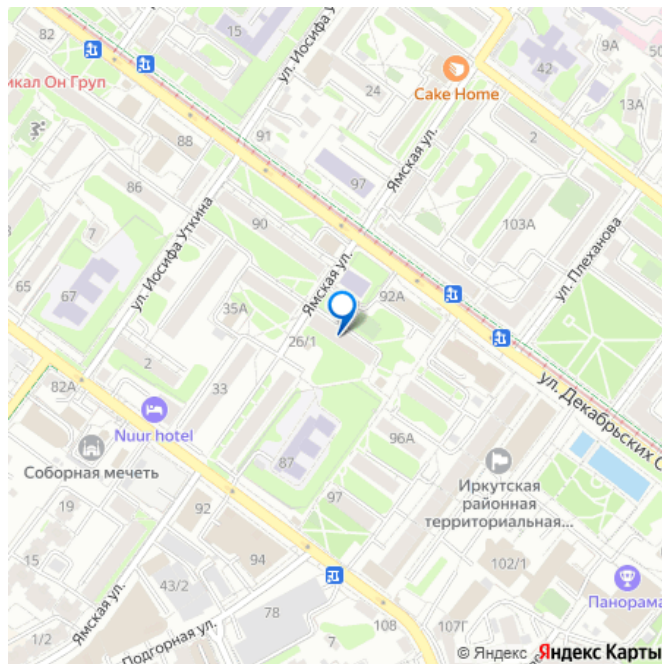 82
15
ул. Иосифа У
9А
50
42
икал Он Груп
24
Cake Home
13А
91
88
2
97
Ямская ул.
86
103А
90
ул. Плеханова
7
65
ул. Иосифа Уткина
67
Ямская ул.
92А
35А
26/1
2
33
82А
ул. Декабрьских С
Nuur hotel
96А
Соборная мечеть
87
Иркутская
районная
территориальная...
19
97
92
15
94
102/1
43/2
Панорама
78
Ямская ул.
108
107Г
1/2
Подгорная ул.
7
© Яндекс Яндекс Карты